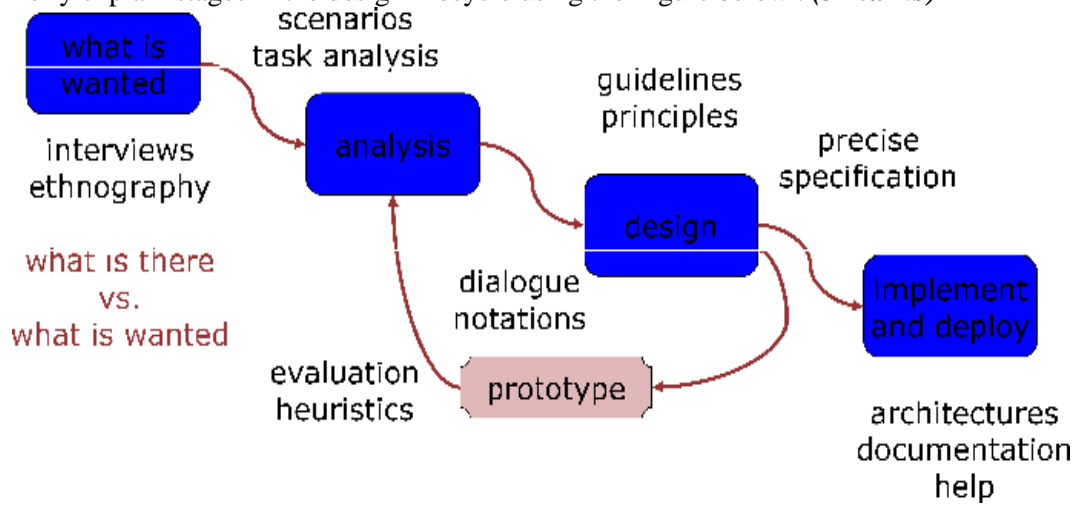 scenarios
task analysis
what is
wanted
guidelines
principles
interviews
ethnography
analysis
precise
specification
design
what is there
vs.
what is wanted
dialogue
notations
implement
and deploy
evaluation
heuristics
prototype
architectures
documentation
help